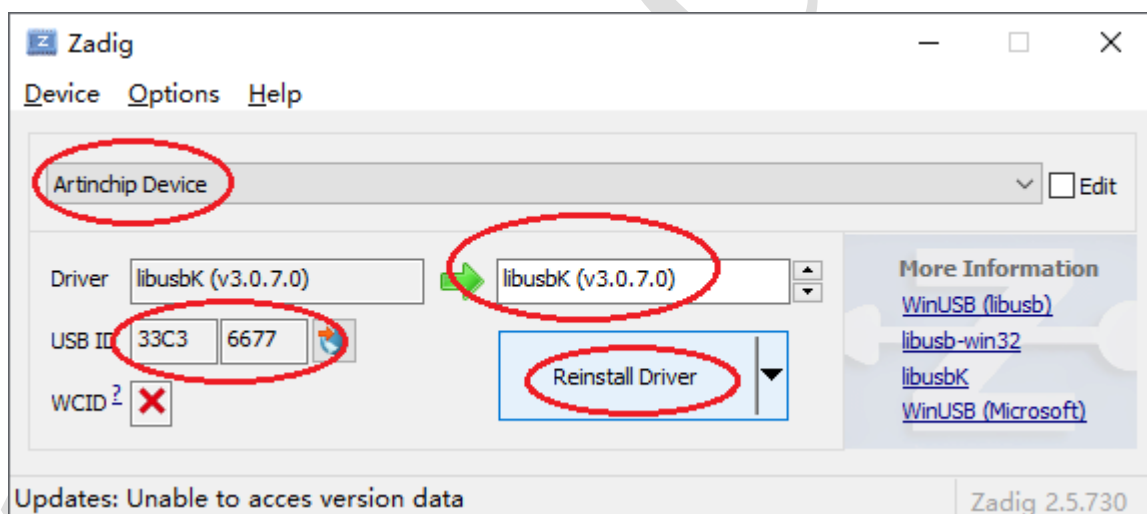 Zadig
Device Options Help
Artinchip Device
Edit
Driver libusbK (v3.0.7.0) libusbK (v3.0.7.0)
USB ID 33C3 6677
WCID ?
Reinstall Driver
More Information
WinUSB (libusb)
libusb-win32
libusbK
WinUSB (Microsoft)
Updates: Unable to acces version data
Zadig 2.5.730